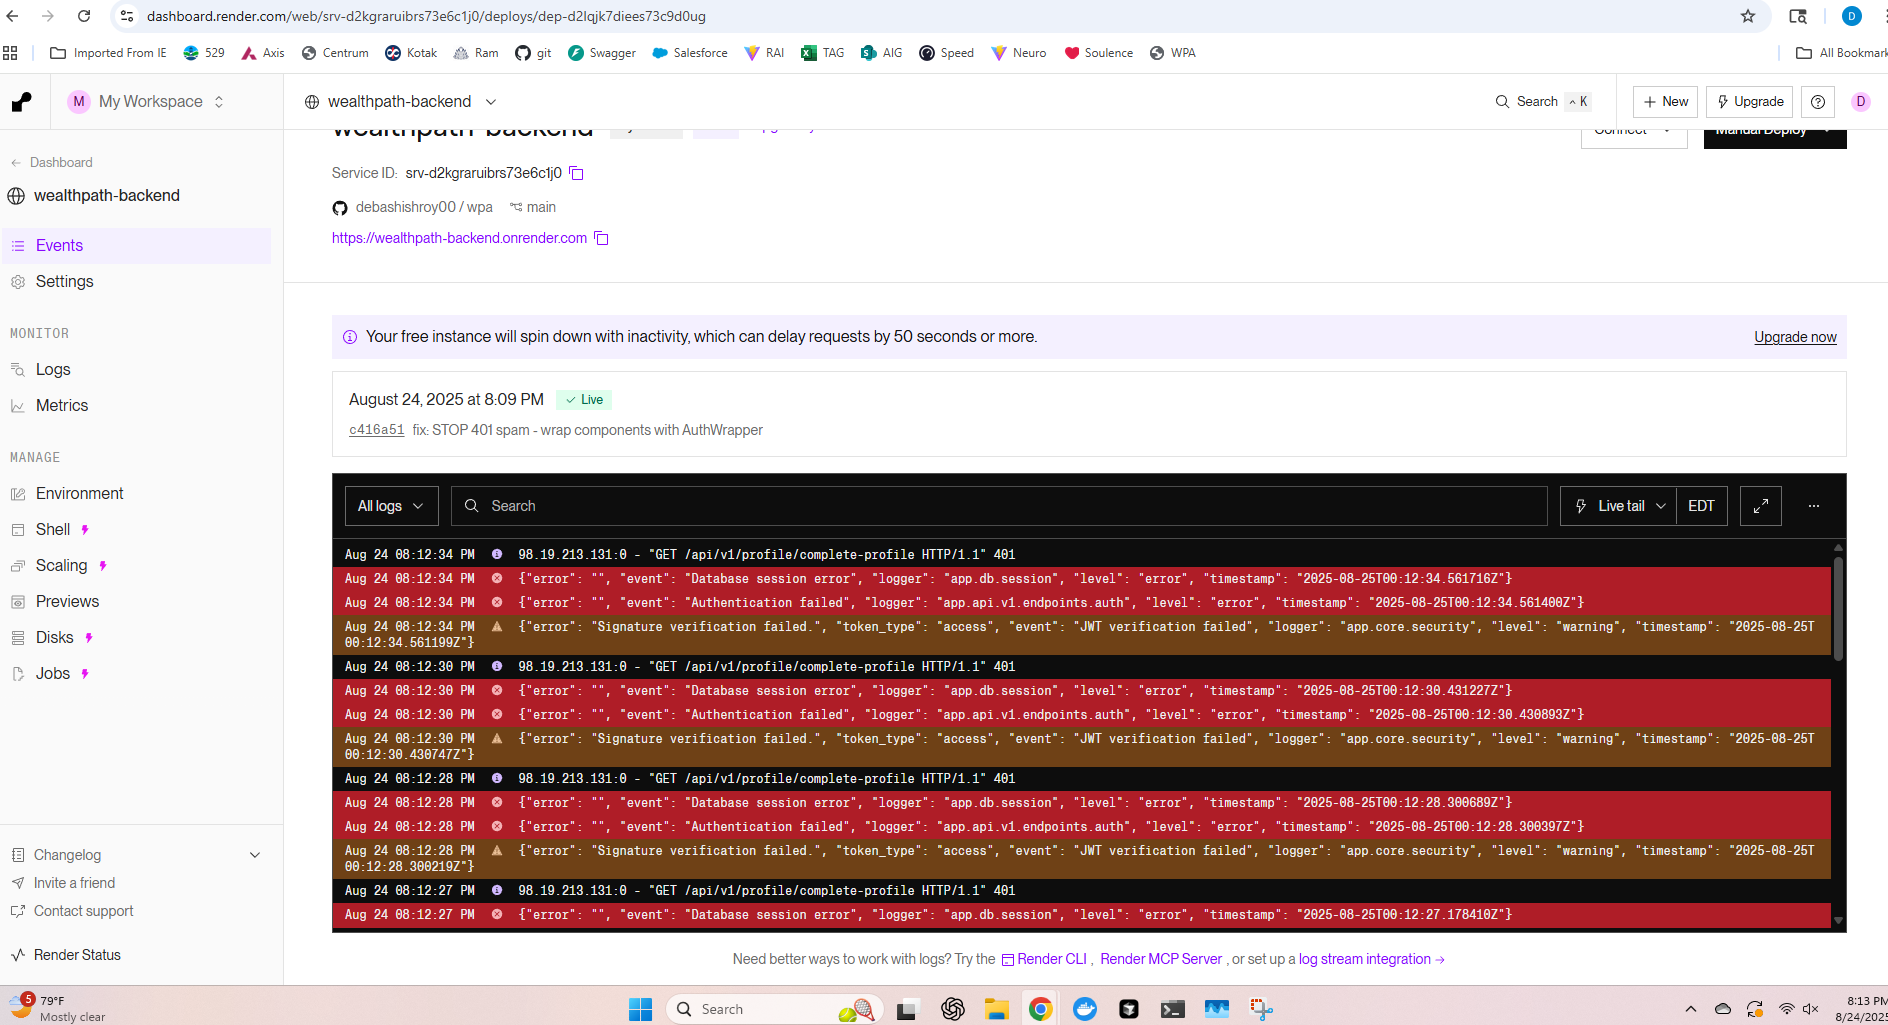 dashboard.render.com/web/srv-d2kgraruibrs73e6c1j0/deploys/dep-d2lqjk7diees73c9d0ug
D
Imported From IE 529 Axis Centrum Kotak Ram git Swagger Salesforce RAI TAG AIG Speed Neuro Soulence WPA All Bookmark
M My Workspace
wealthpath-backend
Search K
New
Upgrade
D
Dashboard
wealthpath-backend
Events
Settings
MONITOR
Logs
Metrics
MANAGE
Environment
Shell
Scaling
Previews
Disks
Jobs
Changelog
Invite a friend
Contact support
Render Status
wealthpath-backend
Connect
Manual Deploy
Service ID: srv-d2kgraruibrs73e6c1j0
debashishroy00 / wpa main
https://wealthpath-backend.onrender.com
Your free instance will spin down with inactivity, which can delay requests by 50 seconds or more.
Upgrade now
August 24, 2025 at 8:09 PM Live
c416a51 fix: STOP 401 spam - wrap components with AuthWrapper
All logs Search Live tail EDT ...
Aug 24 08:12:34 PM 98.19.213.131:0 - "GET /api/v1/profile/complete-profile HTTP/1.1" 401
Aug 24 08:12:34 PM {"error": "", "event": "Database session error", "logger": "app.db.session", "level": "error", "timestamp": "2025-08-25T00:12:34.561716Z"}
Aug 24 08:12:34 PM {"error": "", "event": "Authentication failed", "logger": "app.api.v1.endpoints.auth", "level": "error", "timestamp": "2025-08-25T00:12:34.561400Z"}
Aug 24 08:12:34 PM {"error": "Signature verification failed.", "token_type": "access", "event": "JWT verification failed", "logger": "app.core.security", "level": "warning", "timestamp": "2025-08-25T
00:12:34.561199Z"}
Aug 24 08:12:30 PM 98.19.213.131:0 - "GET /api/v1/profile/complete-profile HTTP/1.1" 401
Aug 24 08:12:30 PM {"error": "", "event": "Database session error", "logger": "app.db.session", "level": "error", "timestamp": "2025-08-25T00:12:30.431227Z"}
Aug 24 08:12:30 PM {"error": "", "event": "Authentication failed", "logger": "app.api.v1.endpoints.auth", "level": "error", "timestamp": "2025-08-25T00:12:30.430893Z"}
Aug 24 08:12:30 PM {"error": "Signature verification failed.", "token_type": "access", "event": "JWT verification failed", "logger": "app.core.security", "level": "warning", "timestamp": "2025-08-25T
00:12:30.430747Z"}
Aug 24 08:12:28 PM 98.19.213.131:0 - "GET /api/v1/profile/complete-profile HTTP/1.1" 401
Aug 24 08:12:28 PM {"error": "", "event": "Database session error", "logger": "app.db.session", "level": "error", "timestamp": "2025-08-25T00:12:28.300689Z"}
Aug 24 08:12:28 PM {"error": "", "event": "Authentication failed", "logger": "app.api.v1.endpoints.auth", "level": "error", "timestamp": "2025-08-25T00:12:28.300397Z"}
Aug 24 08:12:28 PM {"error": "Signature verification failed.", "token_type": "access", "event": "JWT verification failed", "logger": "app.core.security", "level": "warning", "timestamp": "2025-08-25T
00:12:28.300219Z"}
Aug 24 08:12:27 PM 98.19.213.131:0 - "GET /api/v1/profile/complete-profile HTTP/1.1" 401
Aug 24 08:12:27 PM {"error": "", "event": "Database session error", "logger": "app.db.session", "level": "error", "timestamp": "2025-08-25T00:12:27.178410Z"}
Need better ways to work with logs? Try the Render CLI , Render MCP Server , or set up a log stream integration →
5
79°F
Mostly clear
Search
8:13 PM
8/24/2025